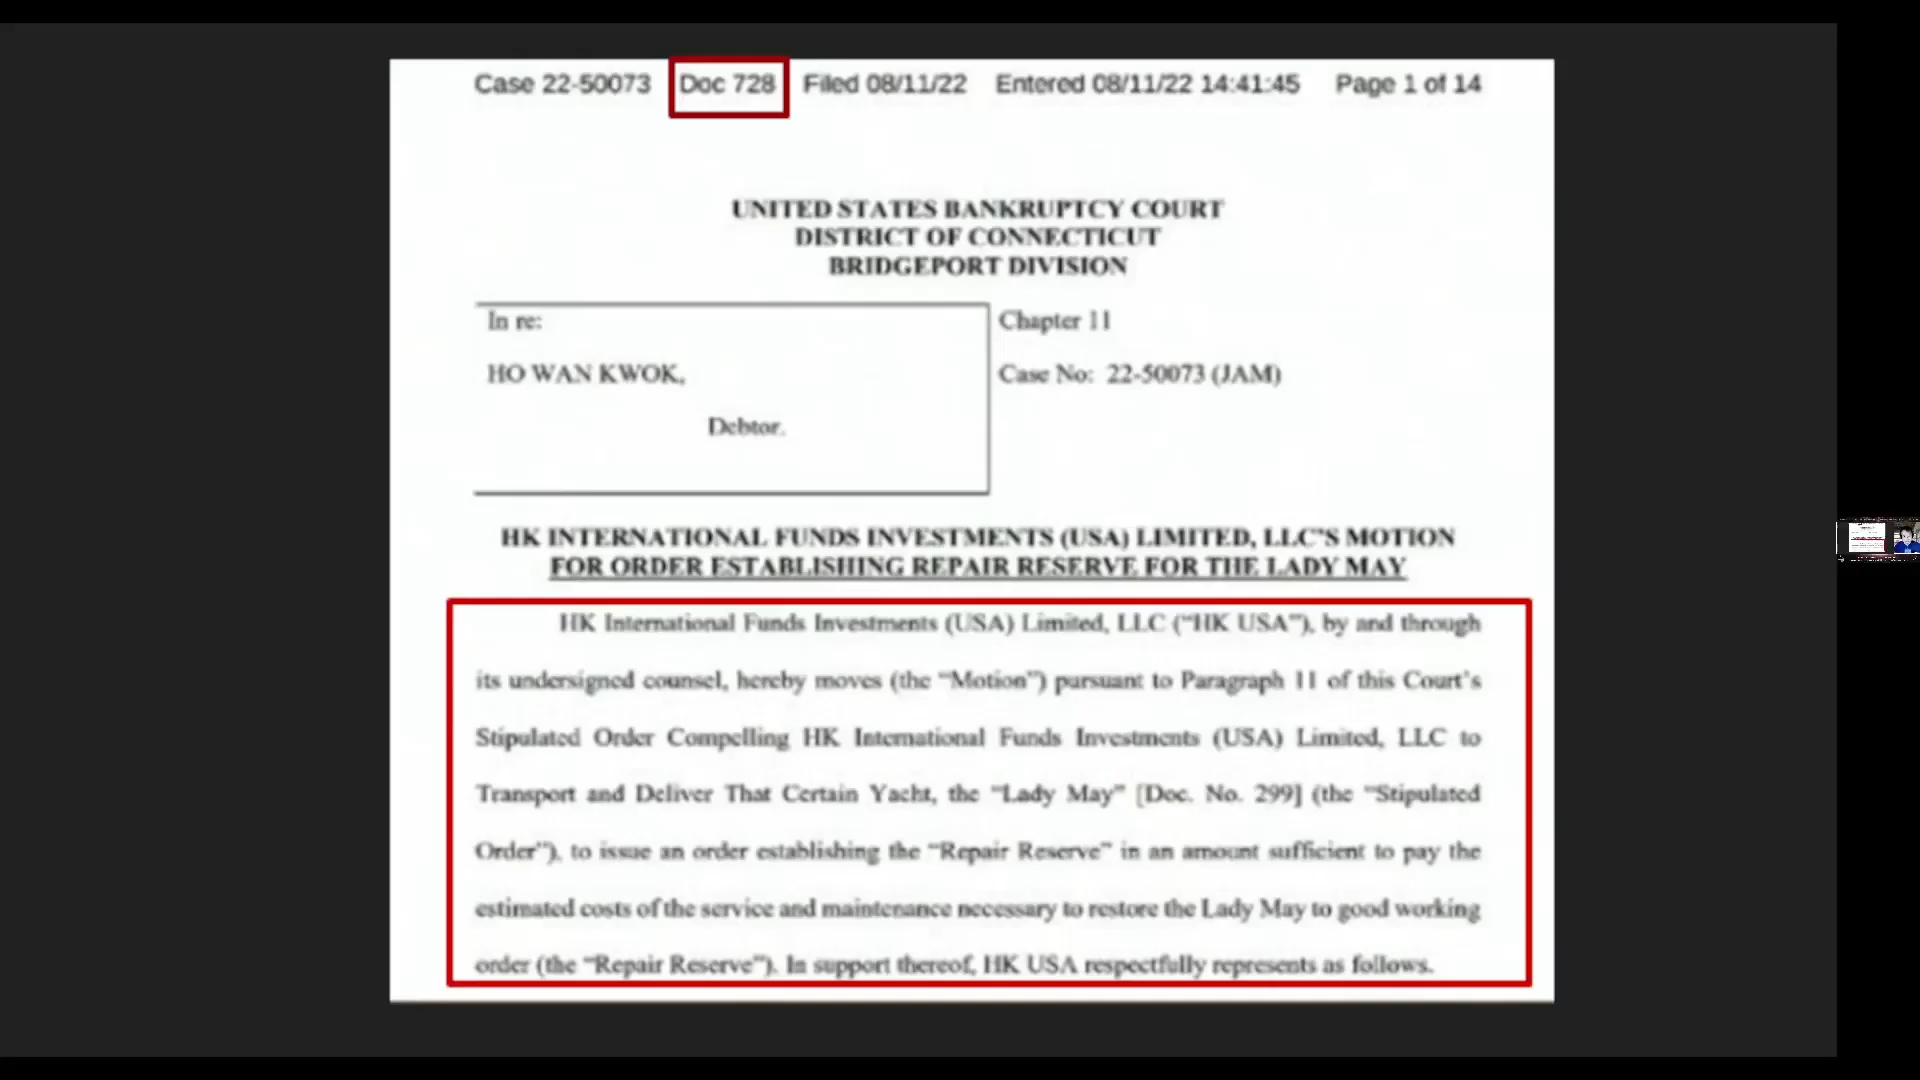 Case 22-50073 Doc 728 Filed 08/11/22 Entered 08/11/22 14:41:45 Page 1 of 14
UNITED STATES BANKRUPTCY COURT
DISTRICT OF CONNECTICUT
BRIDGEPORT DIVISION
In re:
HO WAN KWOK,
Debtor.
Chapter 11
Case No: 22-50073 (JAM)
HK INTERNATIONAL FUNDS INVESTMENTS (USA) LIMITED, LLC'S MOTION
FOR ORDER ESTABLISHING REPAIR RESERVE FOR THE LADY MAY
HK International Funds Investments (USA) Limited, LLC (“HK USA”), by and through
its undersigned counsel, hereby moves (the “Motion”) pursuant to Paragraph 11 of this Court's
Stipulated Order Compelling HK International Funds Investments (USA) Limited, LLC to
Transport and Deliver That Certain Yacht, the “Lady May” [Doc. No. 299] (the “Stipulated
Order”), to issue an order establishing the “Repair Reserve” in an amount sufficient to pay the
estimated costs of the service and maintenance necessary to restore the Lady May to good working
order (the “Repair Reserve”). In support thereof, HK USA respectfully represents as follows.